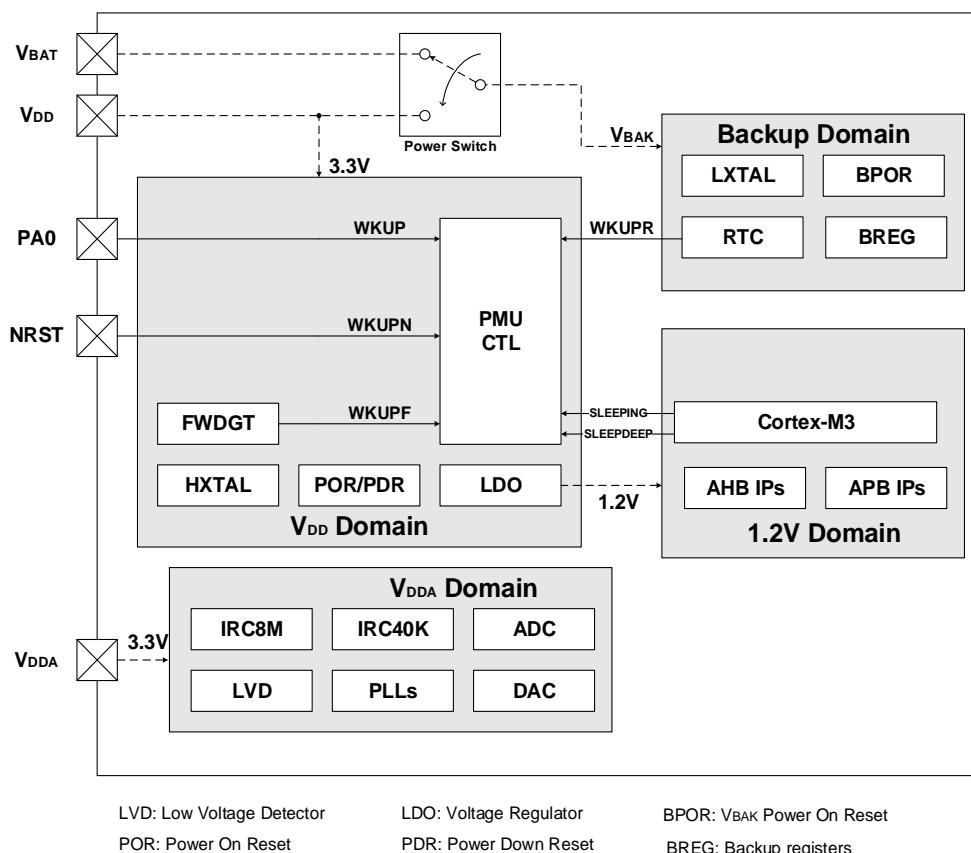 VBAT
VDD
Power Switch
3.3V
VBAK
Backup Domain
LXTAL
BPOR
RTC
BREG
PA0
WKUP
WKUPR
PMU
CTL
NRST
WKUPN
FWDGT
WKUPF
SLEEPING
SLEEPDEEP
Cortex-M3
HXTAL
POR/PDR
LDO
1.2V
AHB IPs
APB IPs
VDD Domain
1.2V Domain
VDDA Domain
IRC8M
IRC40K
ADC
VDDA
3.3V
LVD
PLLs
DAC
LVD: Low Voltage Detector
LDO: Voltage Regulator
BPOR: VBAK Power On Reset
POR: Power On Reset
PDR: Power Down Reset
BREG: Backup registers